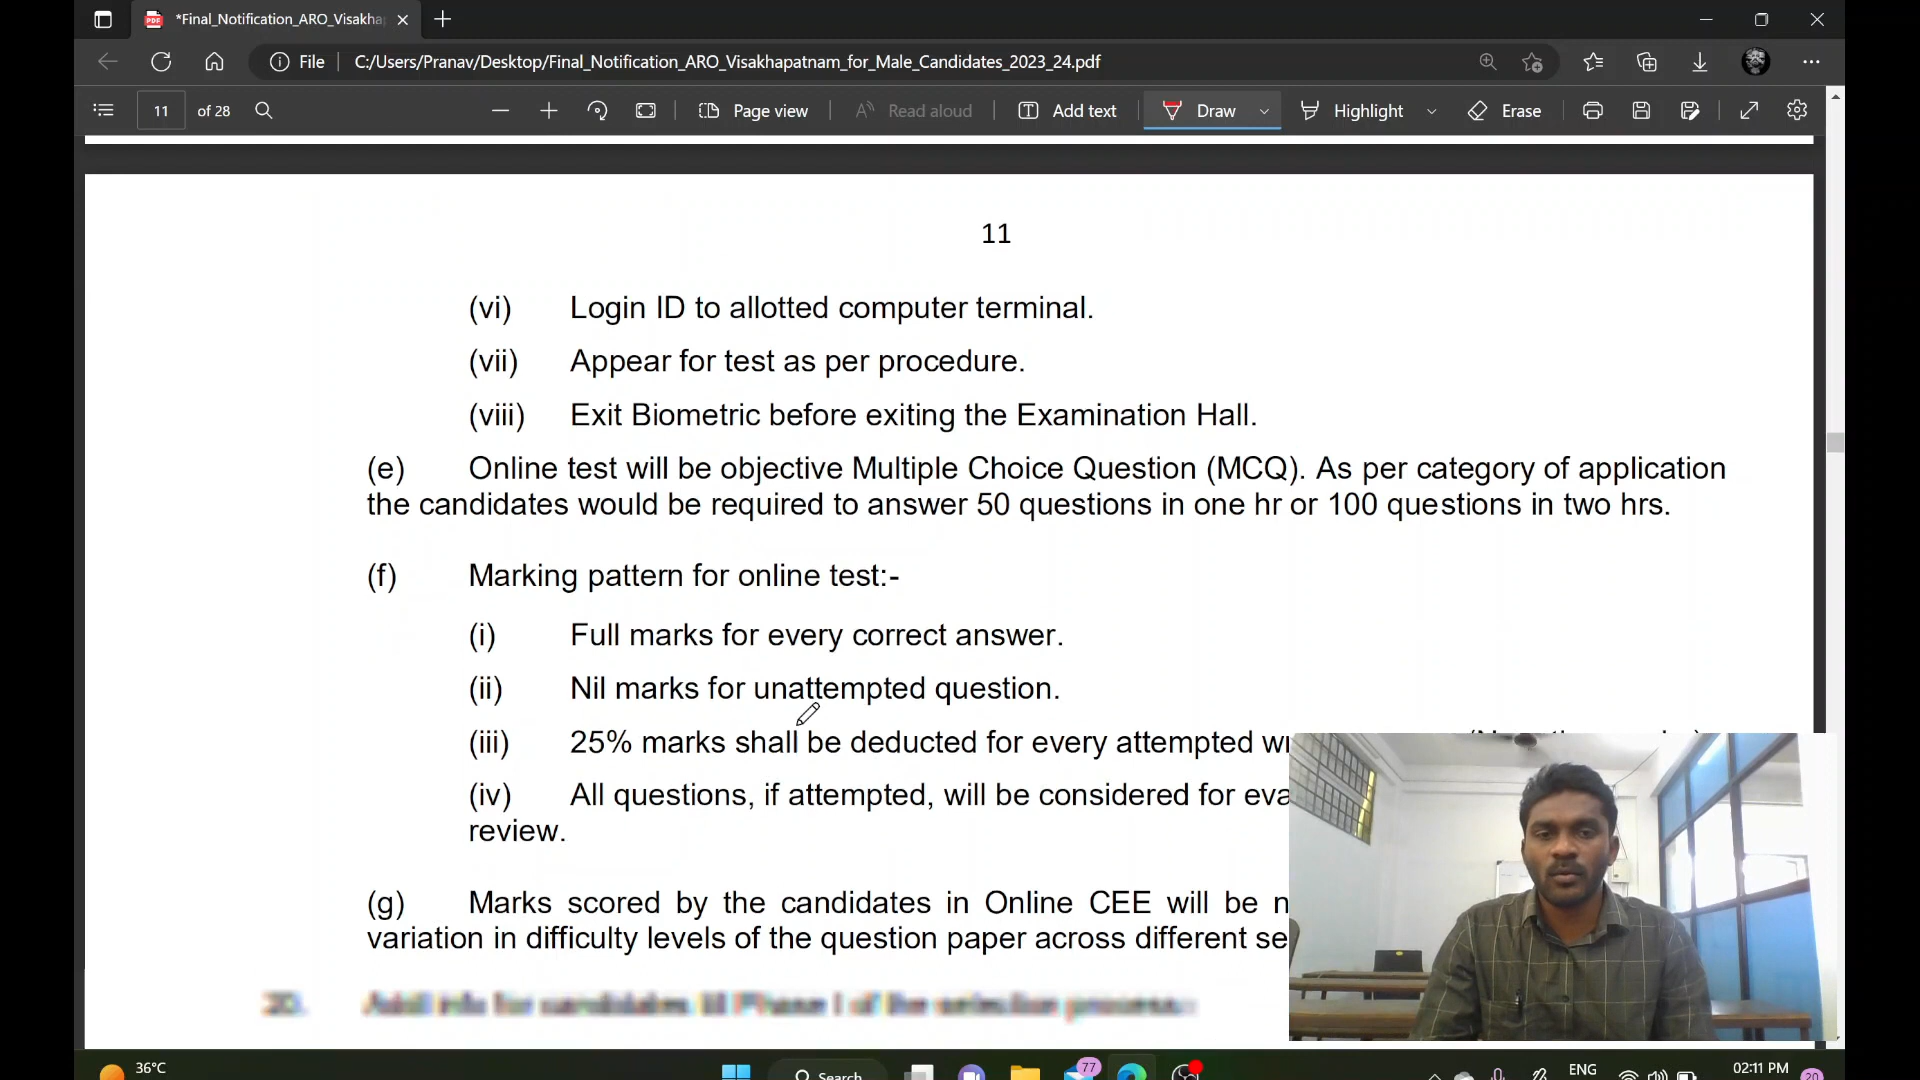 *Final_Notification_ARO_Visakha
File
C:/Users/Pranav/Desktop/Final_Notification_ARO_Visakhapatnam_for_Male_Candidates_2023_24.pdf
11 of 28
Page view
Read aloud
Add text
Draw
Highlight
Erase
11
(vi) Login ID to allotted computer terminal.
(vii) Appear for test as per procedure.
(viii) Exit Biometric before exiting the Examination Hall.
(e) Online test will be objective Multiple Choice Question (MCQ). As per category of application
the candidates would be required to answer 50 questions in one hr or 100 questions in two hrs.
(f) Marking pattern for online test:-
(i) Full marks for every correct answer.
(ii) Nil marks for unattempted question.
(iii) 25% marks shall be deducted for every attempted
(iv) All questions, if attempted, will be considered for
review.
(g) Marks scored by the candidates in Online CEE will be
variation in difficulty levels of the question paper across different
36°C
Search
77
ENG
02:11 PM
20